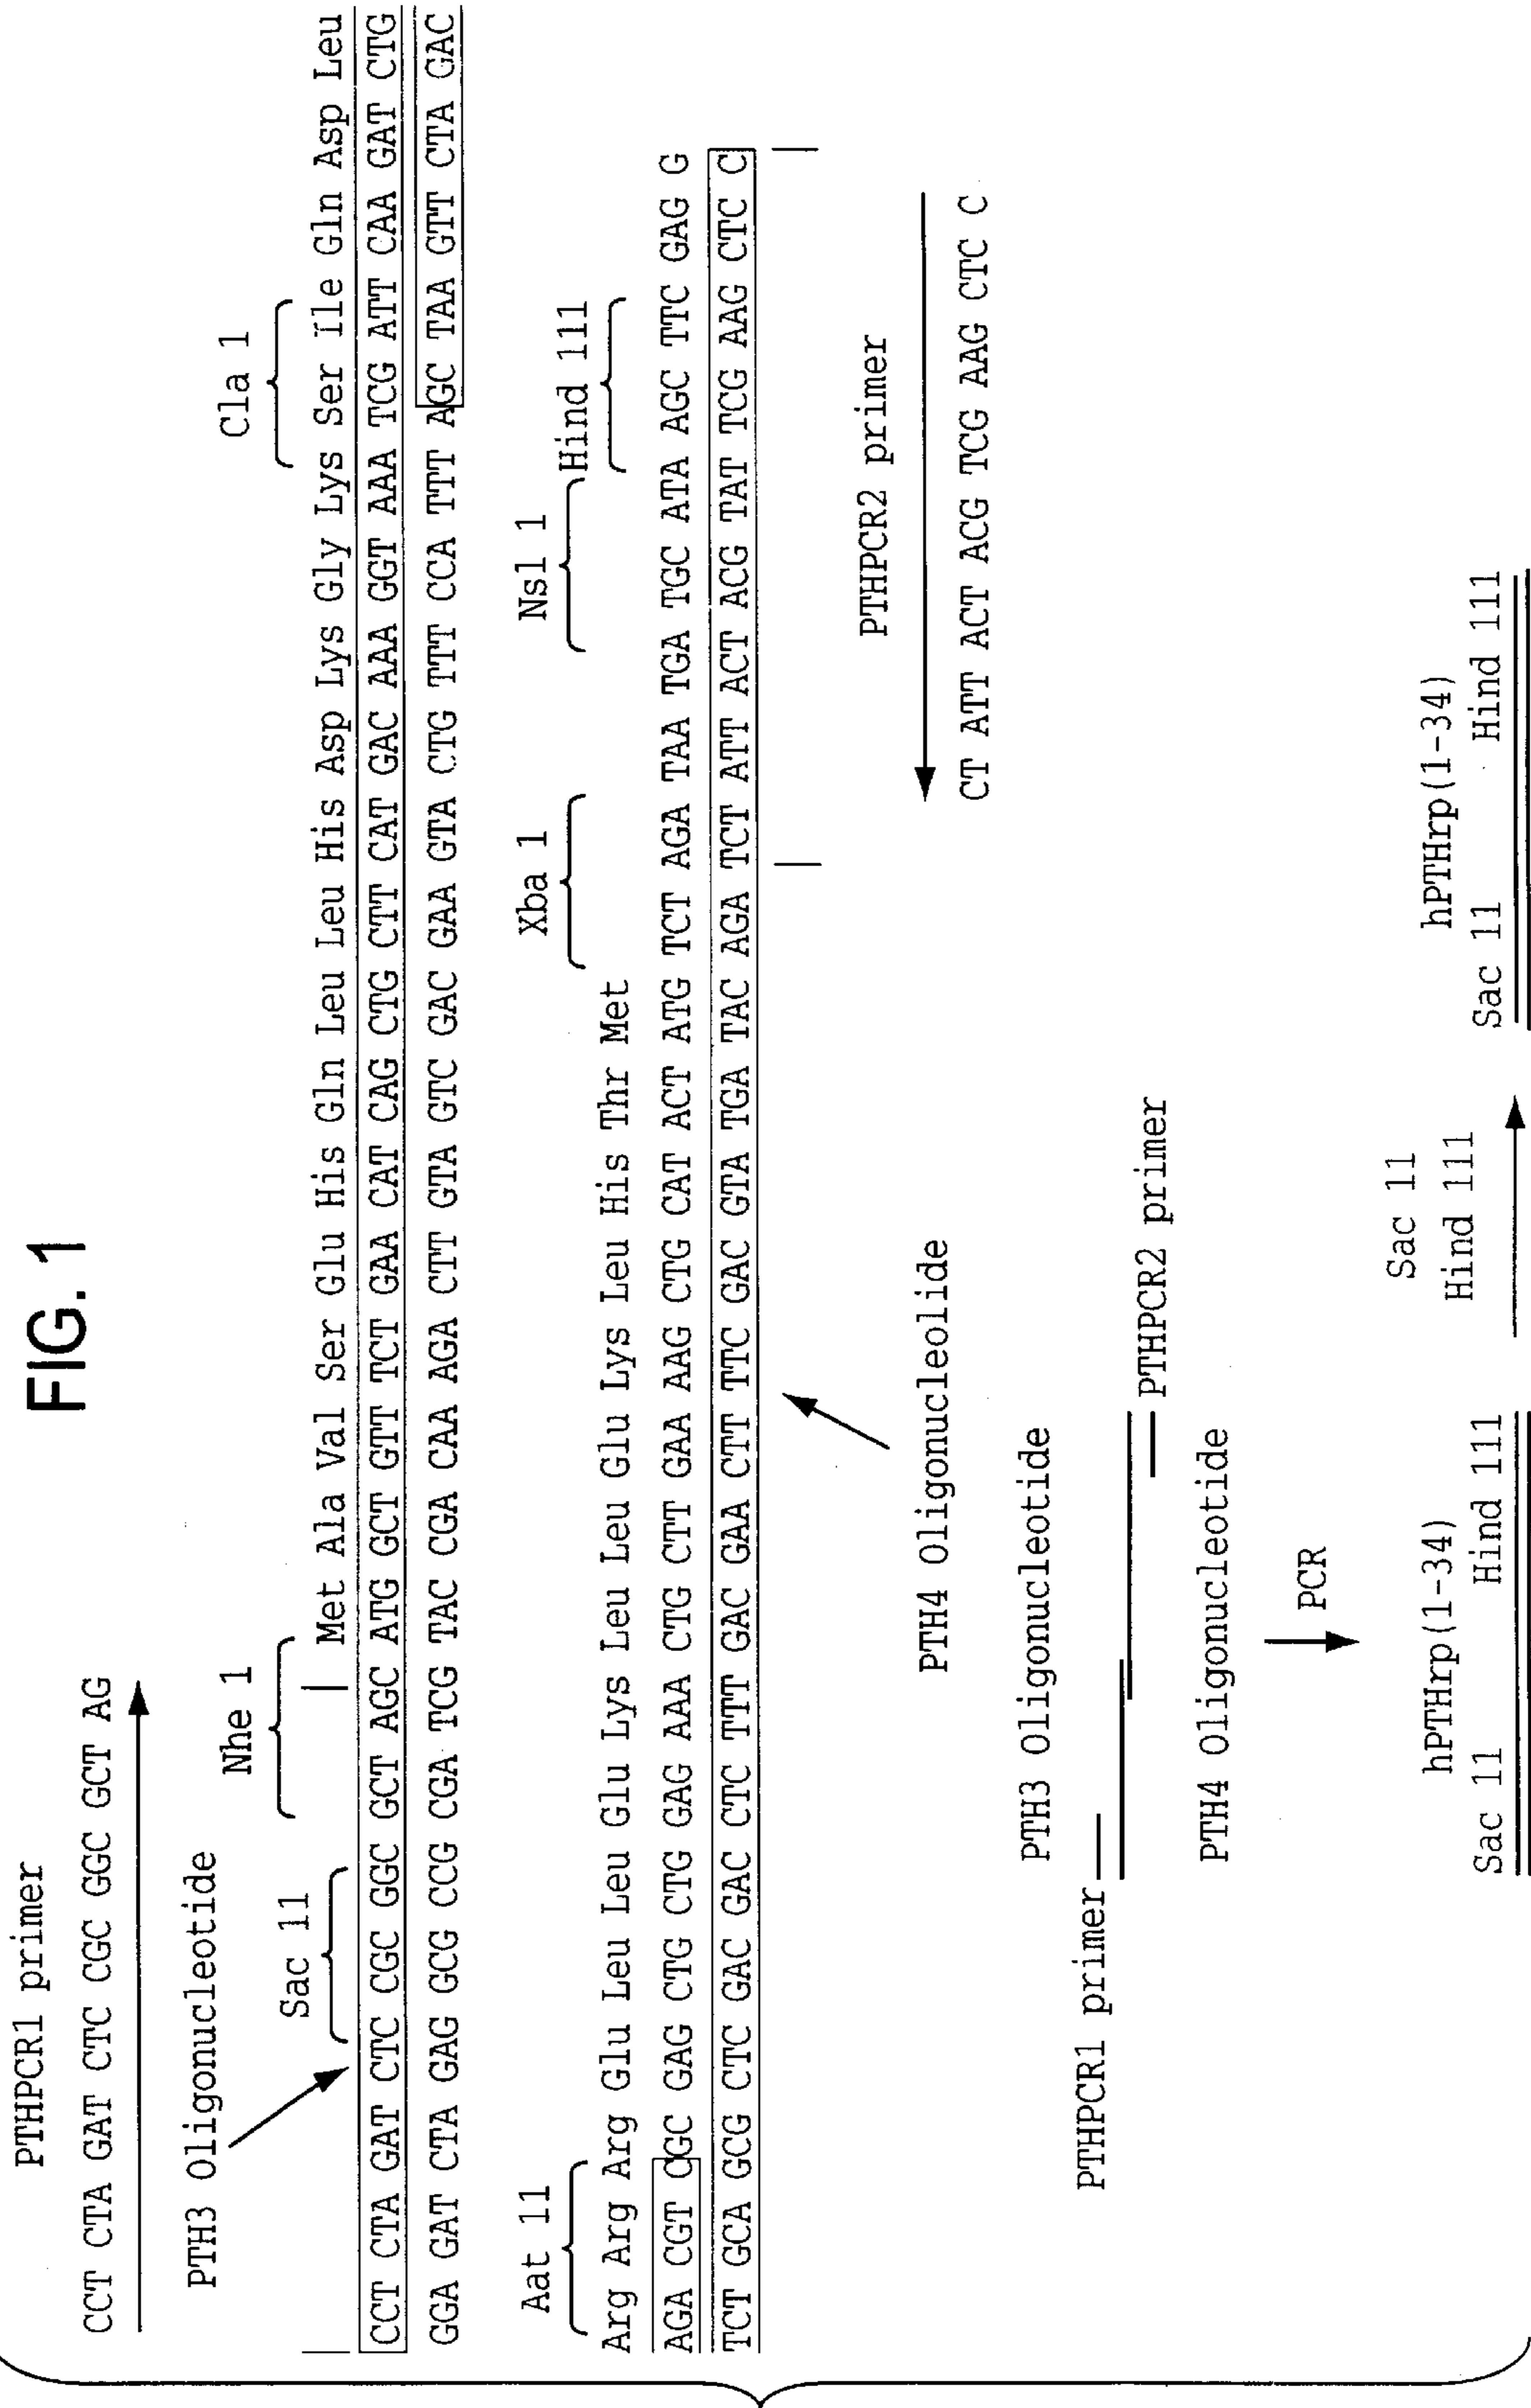 FIG. 1
PTHPCR1 primer
CCT CTA GAT CTC CGC GGC GCT AG
PTH3 Oligonucleotide
Sac 11
Nhe 1
Cla 1
Met Ala Val Ser Glu His Gln Leu Leu His Asp Lys Gly Lys Ser Ile Gln Asp Leu
CCT CTA GAT CTC CGC GGC GCT AGC ATG GCT GTT TCT GAA CAT CAG CTG CTT CAT GAC AAA GGT AAA TCG ATT CAA GAT CTG
GGA GAT CTA GAG GCG CCG CGA TCG TAC CGA CAA AGA CTT GTA GTC GAC GAA GTA CTG TTT CCA TTT AGC TAA GTT CTA GAC
Aat 11
Xba 1
Nsl 1
Hind 111
Arg Arg Arg Glu Leu Leu Glu Lys Leu Leu Glu Lys Leu His Thr Met
AGA CGT CGC GAG CTG CTG GAG AAA CTG CTT GAA AAG CTG CAT ACT ATG TCT AGA TAA TGA TGC ATA AGC TTC GAG G
TCT GCA GCG CTC GAC GAC CTC TTT GAC GAA CTT TTC GAC GTA TGA TAC AGA TCT ATT ACT ACG TAT TCG AAG CTC C
PTHPCR2 primer
CT ATT ACT ACG TCG AAG CTC C
PTH4 Oligonucleolide
PTH3 Oligonucleotide
PTHPCR1 primer
PTHPCR2 primer
PTH4 Oligonucleotide
PCR
hPTHrp(1-34)
Sac 11 Hind 111
Sac 11
Hind 111
hPTHrp(1-34)
Sac 11 Hind 111